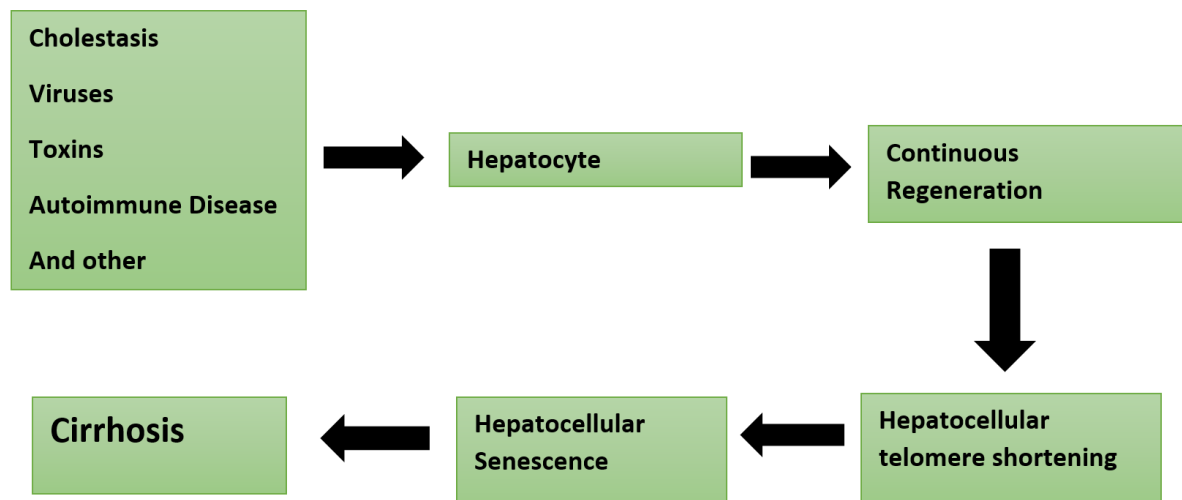 Cholestasis
Viruses
Toxins
Autoimmune Disease
And other
Hepatocyte
Continuous
Regeneration
Hepatocellular
telomere shortening
Hepatocellular
Senescence
Cirrhosis